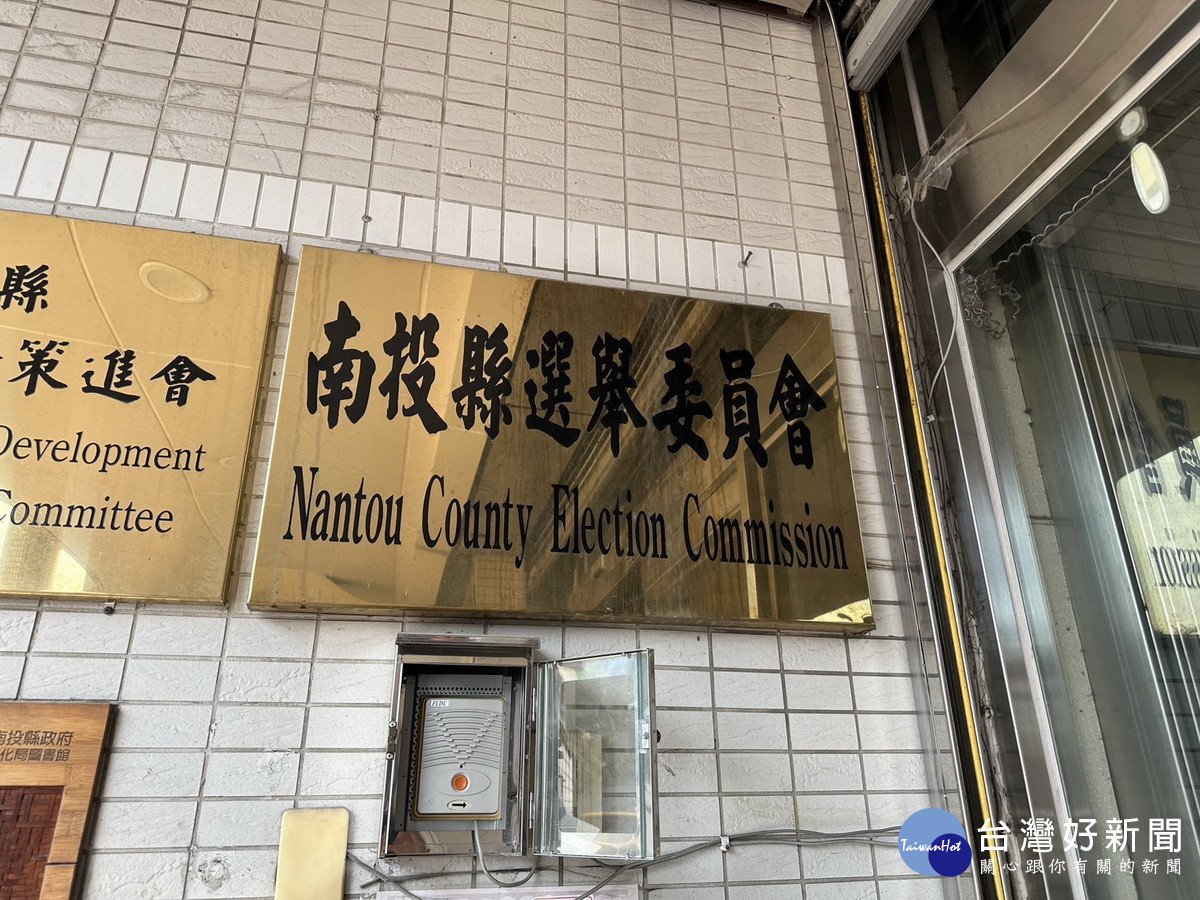 縣
策進會
Development
Committee
南投縣選舉委員會
Nantou County Election Commission
南投縣政府
化局圖書館
TaiwanHot
台灣好新聞
關心跟你有關的新聞